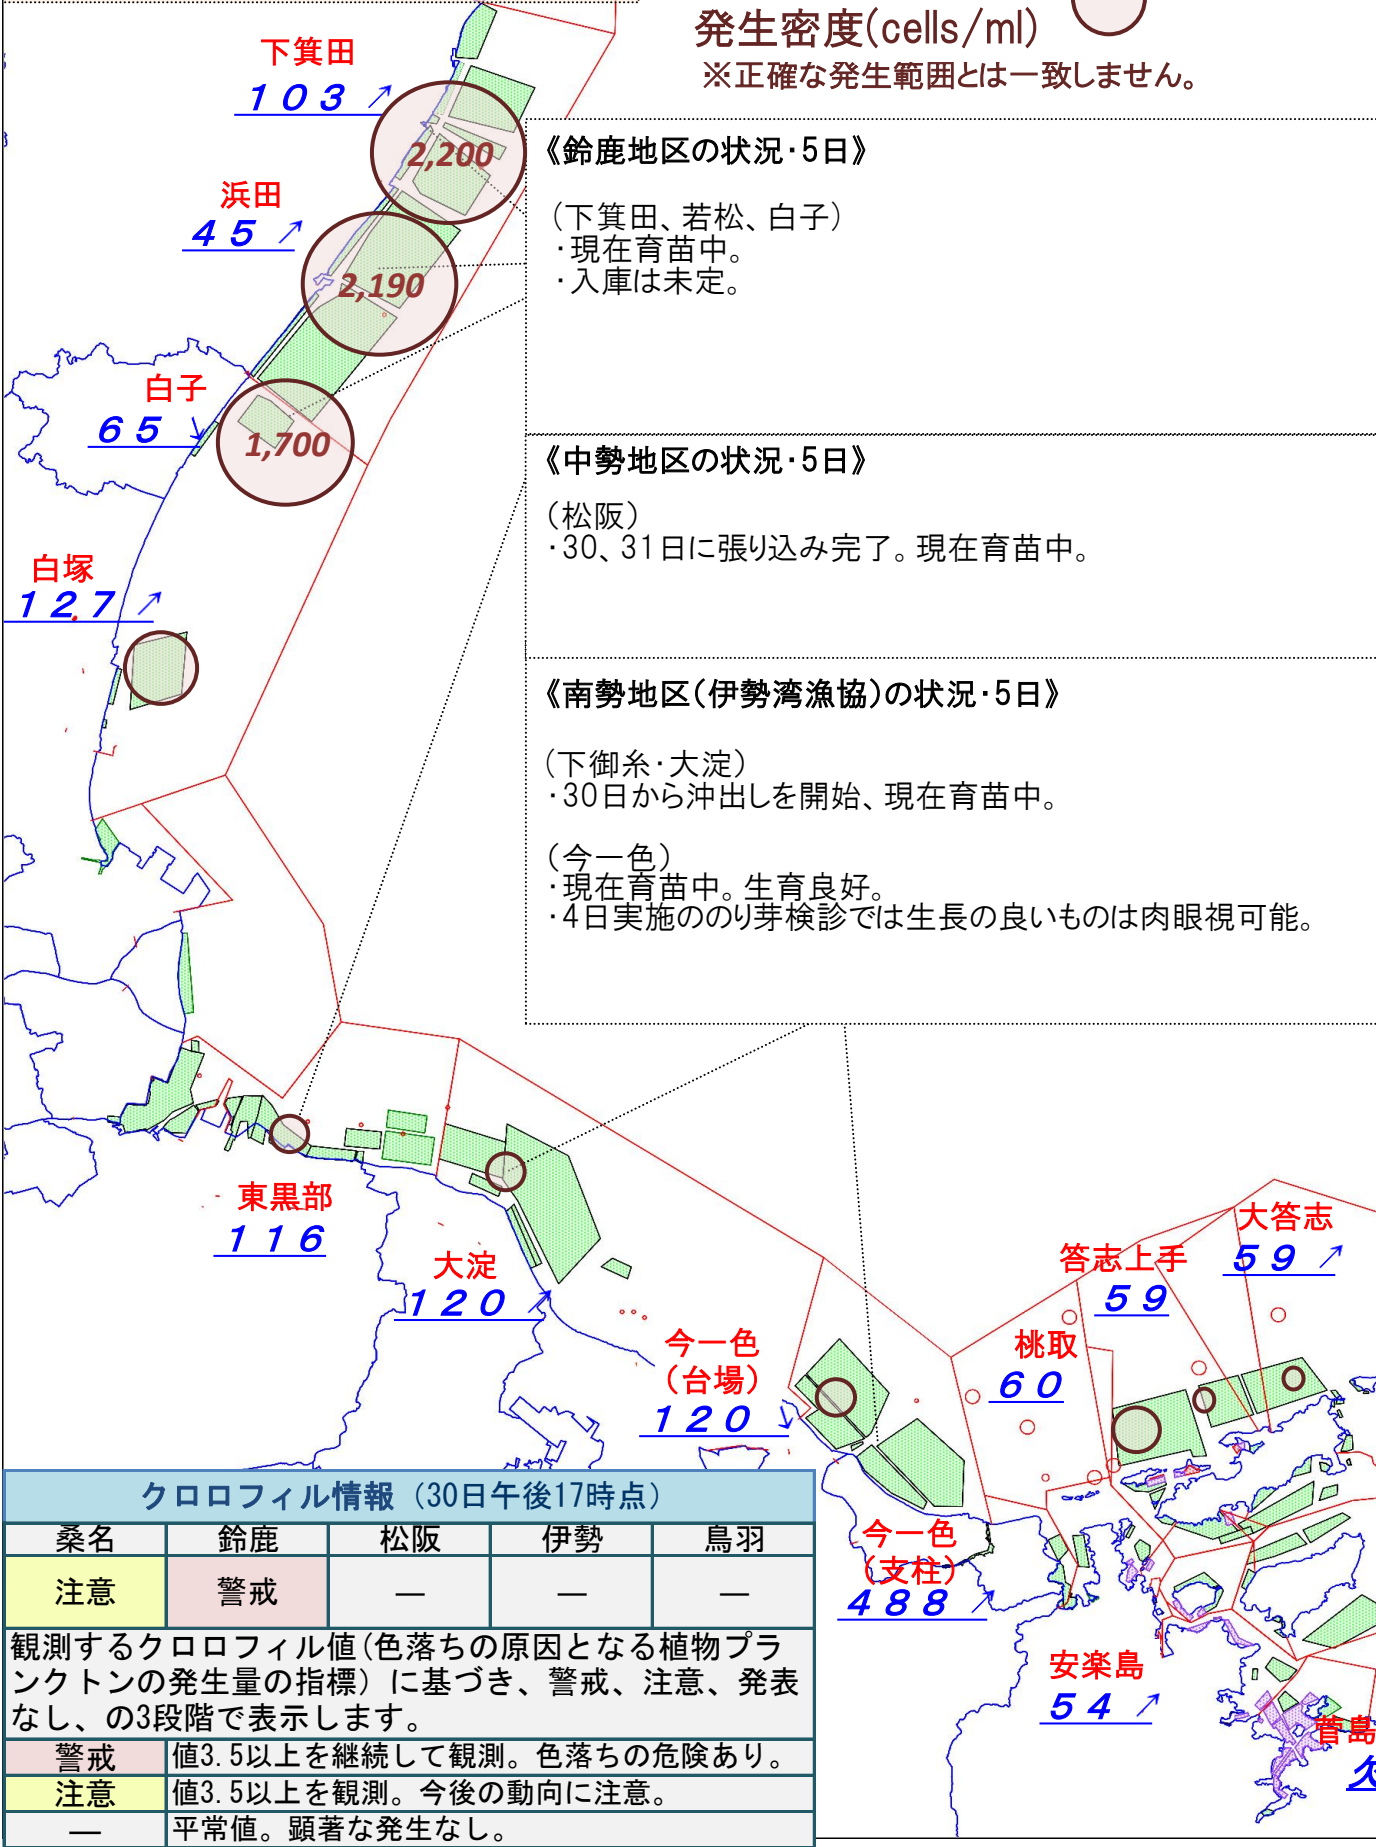 発生密度(cells/ml)
※正確な発生範囲とは一致しません。
下箕田
103 ↗
2,200
浜田
45 ↗
2,190
白子
65 ↓
1,700
白塚
127 ↗
《鈴鹿地区の状況・5日》
(下箕田、若松、白子)
・現在育苗中。
・入庫は未定。
《中勢地区の状況・5日》
(松阪)
・30、31日に張り込み完了。現在育苗中。
《南勢地区(伊勢湾漁協)の状況・5日》
(下御糸・大淀)
・30日から沖出しを開始、現在育苗中。
(今一色)
・現在育苗中。生育良好。
・4日実施ののり芽検診では生長の良いものは肉眼視可能。
東黒部
116
大淀
120 ↗
今一色
(台場)
120 ↓
大答志
59 ↗
答志上手
59
桃取
60
今一色
(支柱)
488 ↗
安楽島
54 ↗
菅島
クロロフィル情報(30日午後17時点)
桑名 鈴鹿 松阪 伊勢 鳥羽
注意 警戒 — — —
観測するクロロフィル値(色落ちの原因となる植物プラ
ンクトンの発生量の指標)に基づき、警戒、注意、発表
なし、の3段階で表示します。
警戒 値3.5以上を継続して観測。色落ちの危険あり。
注意 値3.5以上を観測。今後の動向に注意。
— 平常値。顕著な発生なし。